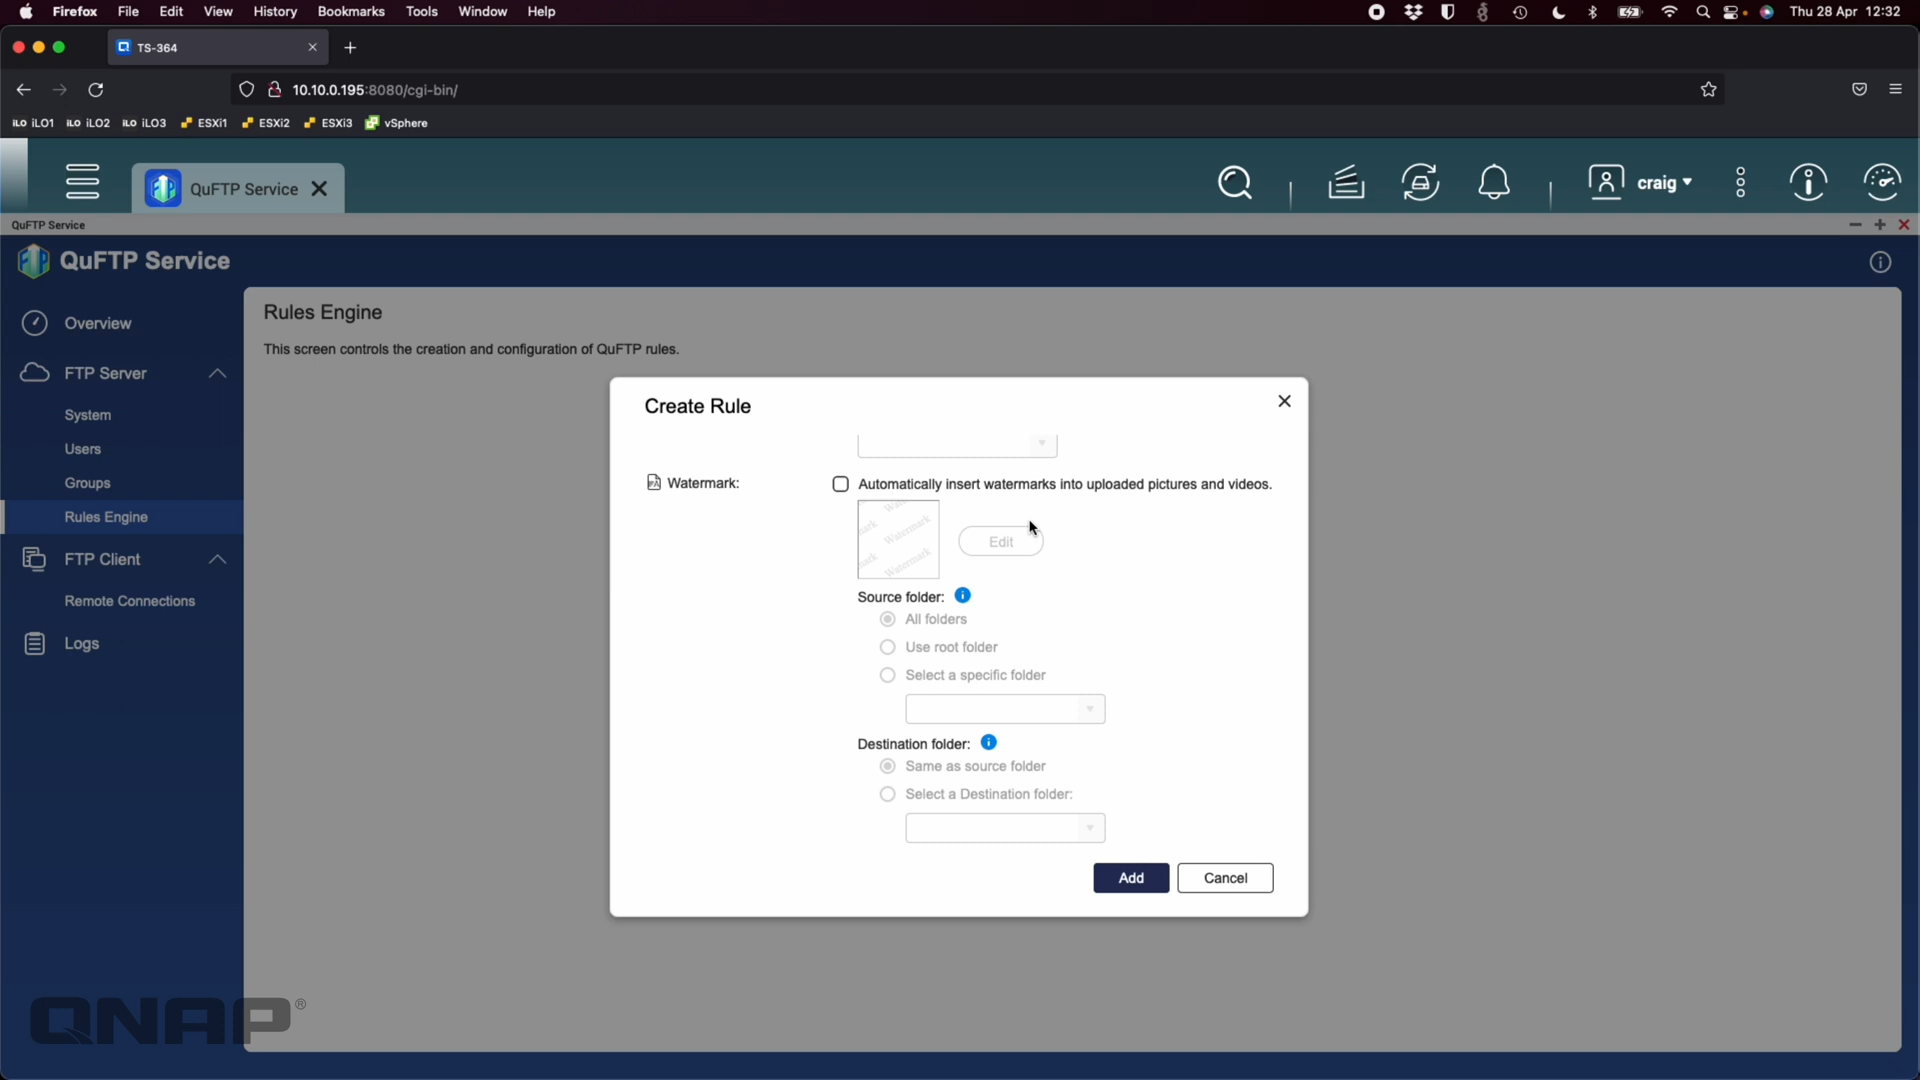 Firefox File Edit View History Bookmarks Tools Window Help Thu 28 Apr 12:32
TS-364
10.10.0.195:8080/cgi-bin/
iLO iLO1 iLO iLO2 iLO iLO3 ESXi1 ESXi2 ESXi3 vSphere
QuFTP Service craig
QuFTP Service
QuFTP Service
Overview
FTP Server
System
Users
Groups
Rules Engine
FTP Client
Remote Connections
Logs
Rules Engine
This screen controls the creation and configuration of QuFTP rules.
Create Rule
Watermark: Automatically insert watermarks into uploaded pictures and videos.
Watermark
Watermark
Edit
Source folder:
All folders
Use root folder
Select a specific folder
Destination folder:
Same as source folder
Select a Destination folder:
Add Cancel
QNAP®